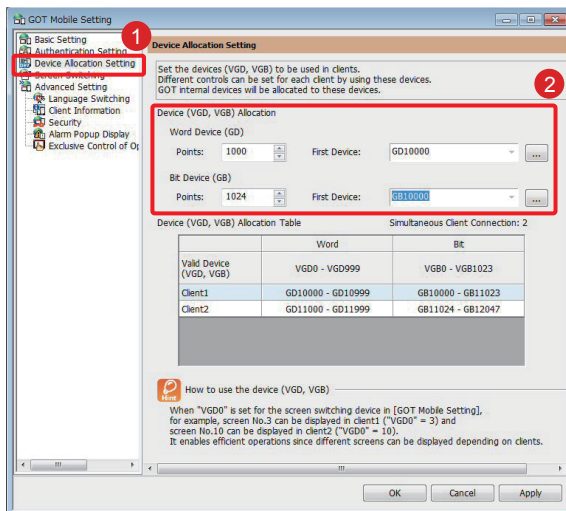 GOT Mobile Setting
1
Basic Setting
Authentication Setting
Device Allocation Setting
Screen Switching
Advanced Setting
Language Switching
Client Information
Security
Alarm Popup Display
Exclusive Control of Op
Device Allocation Setting
Set the devices (VGD, VGB) to be used in clients.
Different controls can be set for each client by using these devices.
GOT internal devices will be allocated to these devices.
2
Device (VGD, VGB) Allocation
Word Device (GD)
Points: 1000 First Device: GD10000 ...
Bit Device (GB)
Points: 1024 First Device: GB10000 ...
Device (VGD, VGB) Allocation Table Simultaneous Client Connection: 2
Word Bit
Valid Device
(VGD, VGB) VGD0 - VGD999 VGB0 - VGB1023
Client1 GD10000 - GD10999 GB10000 - GB11023
Client2 GD11000 - GD11999 GB11024 - GB12047
Hint
How to use the device (VGD, VGB)
When "VGD0" is set for the screen switching device in [GOT Mobile Setting],
for example, screen No.3 can be displayed in client1 ("VGD0" = 3) and
screen No.10 can be displayed in client2 ("VGD0" = 10).
It enables efficient operations since different screens can be displayed depending on clients.
OK Cancel Apply